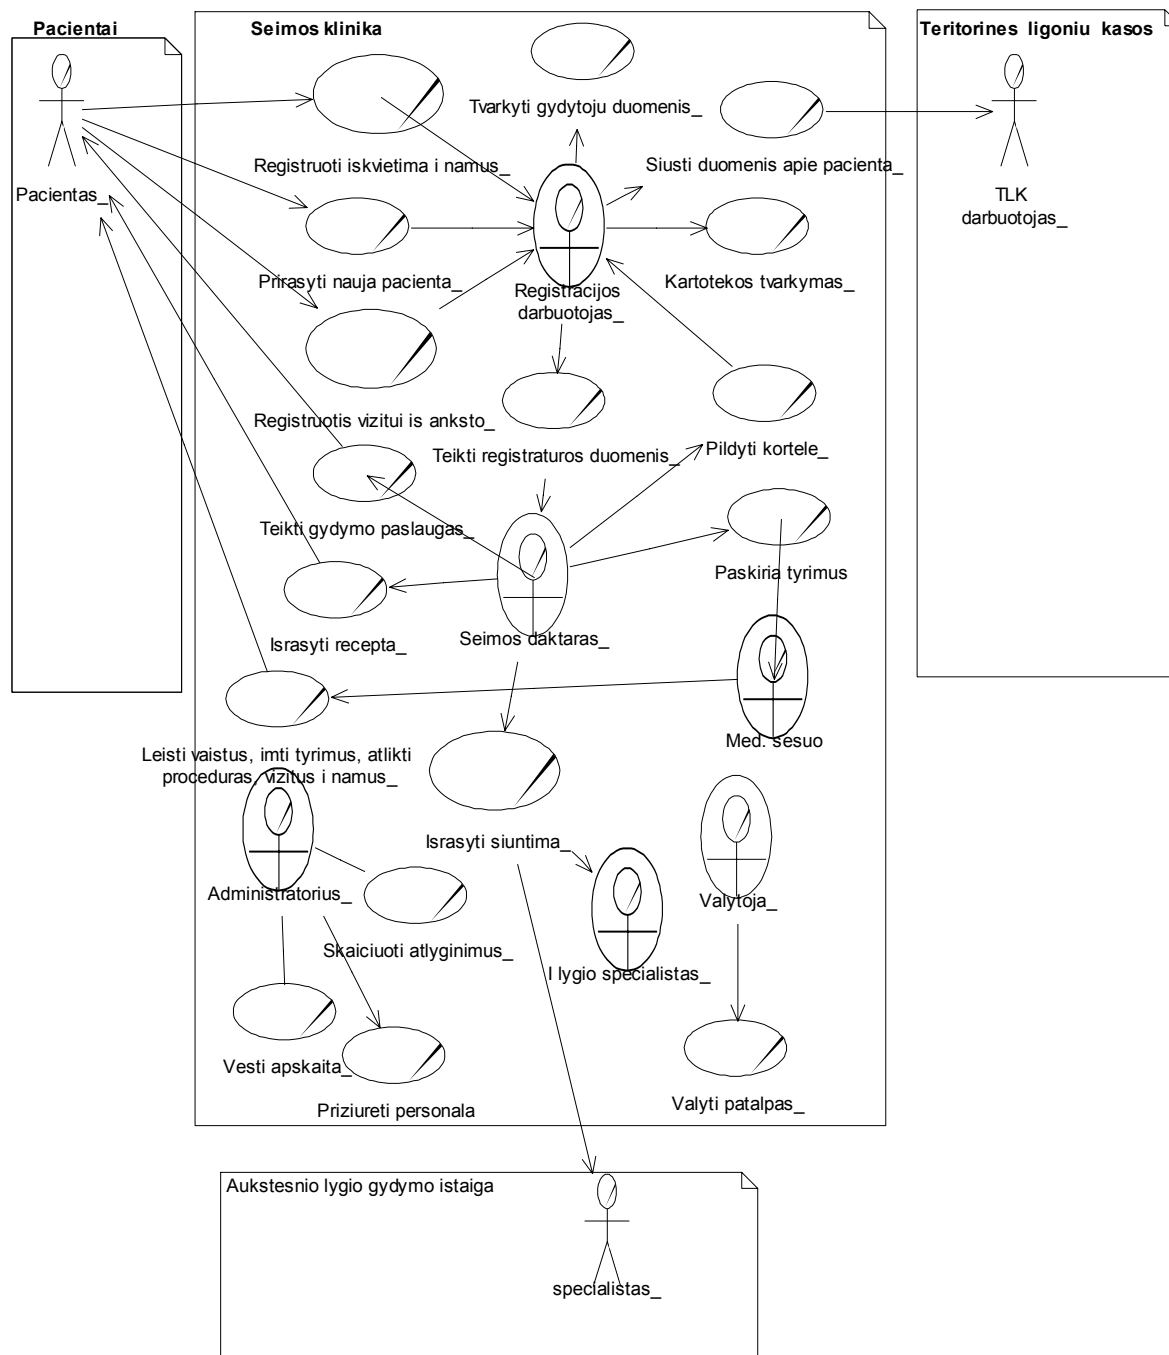 Pacientai
Seimos klinika
Teritorines ligoniu kasos
Tvarkyti gydytoju duomenis_
Registruoti iskvietima i namus_
Siusti duomenis apie pacienta_
Pacientas_
TLK
darbuotojas_
Prirasyti nauja pacienta_
Registracijos
darbuotojas_
Kartotekos tvarkymas_
Registruotis vizitui is anksto_
Teikti registraturos duomenis_
Pildyti kortele_
Teikti gydymo paslaugas_
Paskiria tyrimus
Israsyti recepta_
Seimos daktaras_
Med. sesuo
Leisti vaistus, imti tyrimus, atlikti
proceduras, vizitus i namus_
Israsyti siuntima_
Administratorius_
Valytoja_
Skaiciuoti atlyginimus_
I lygio specialistas_
Vesti apskaita_
Priziureti personala
Valyti patalpas_
Aukstesnio lygio gydymo istaiga
specialistas_